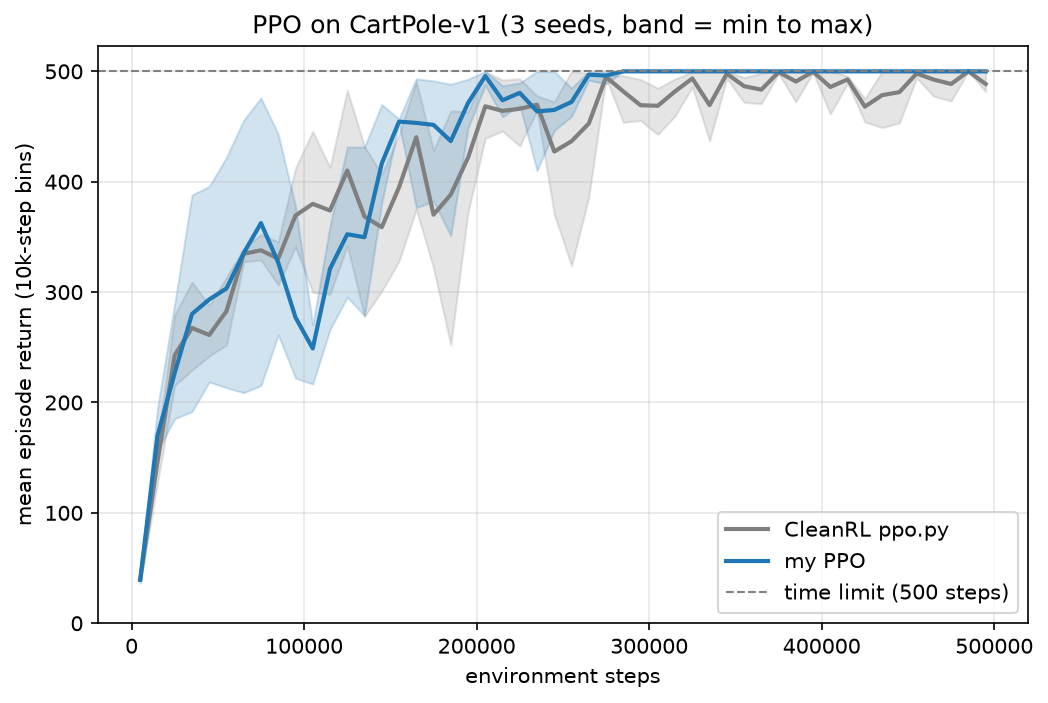 PPO on CartPole-v1 (3 seeds, band = min to max)
mean episode return (10k-step bins)
500
400
300
200
100
0
0 100000 200000 300000 400000 500000
environment steps
CleanRL ppo.py
my PPO
time limit (500 steps)